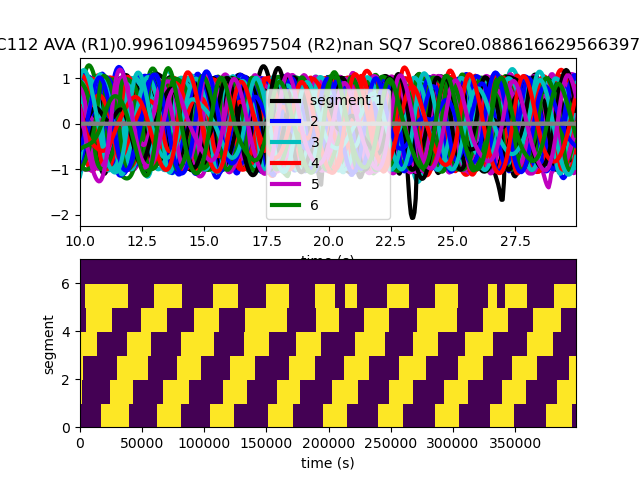 C112 AVA (R1)0.9961094596957504 (R2)nan SQ7 Score0.088616629566397
1
0
−1
−2
segment 1
2
3
4
5
6
10.0 12.5 15.0 17.5 20.0 22.5 25.0 27.5
time (s)
6
4
2
0
segment
0 50000 100000 150000 200000 250000 300000 350000
time (s)